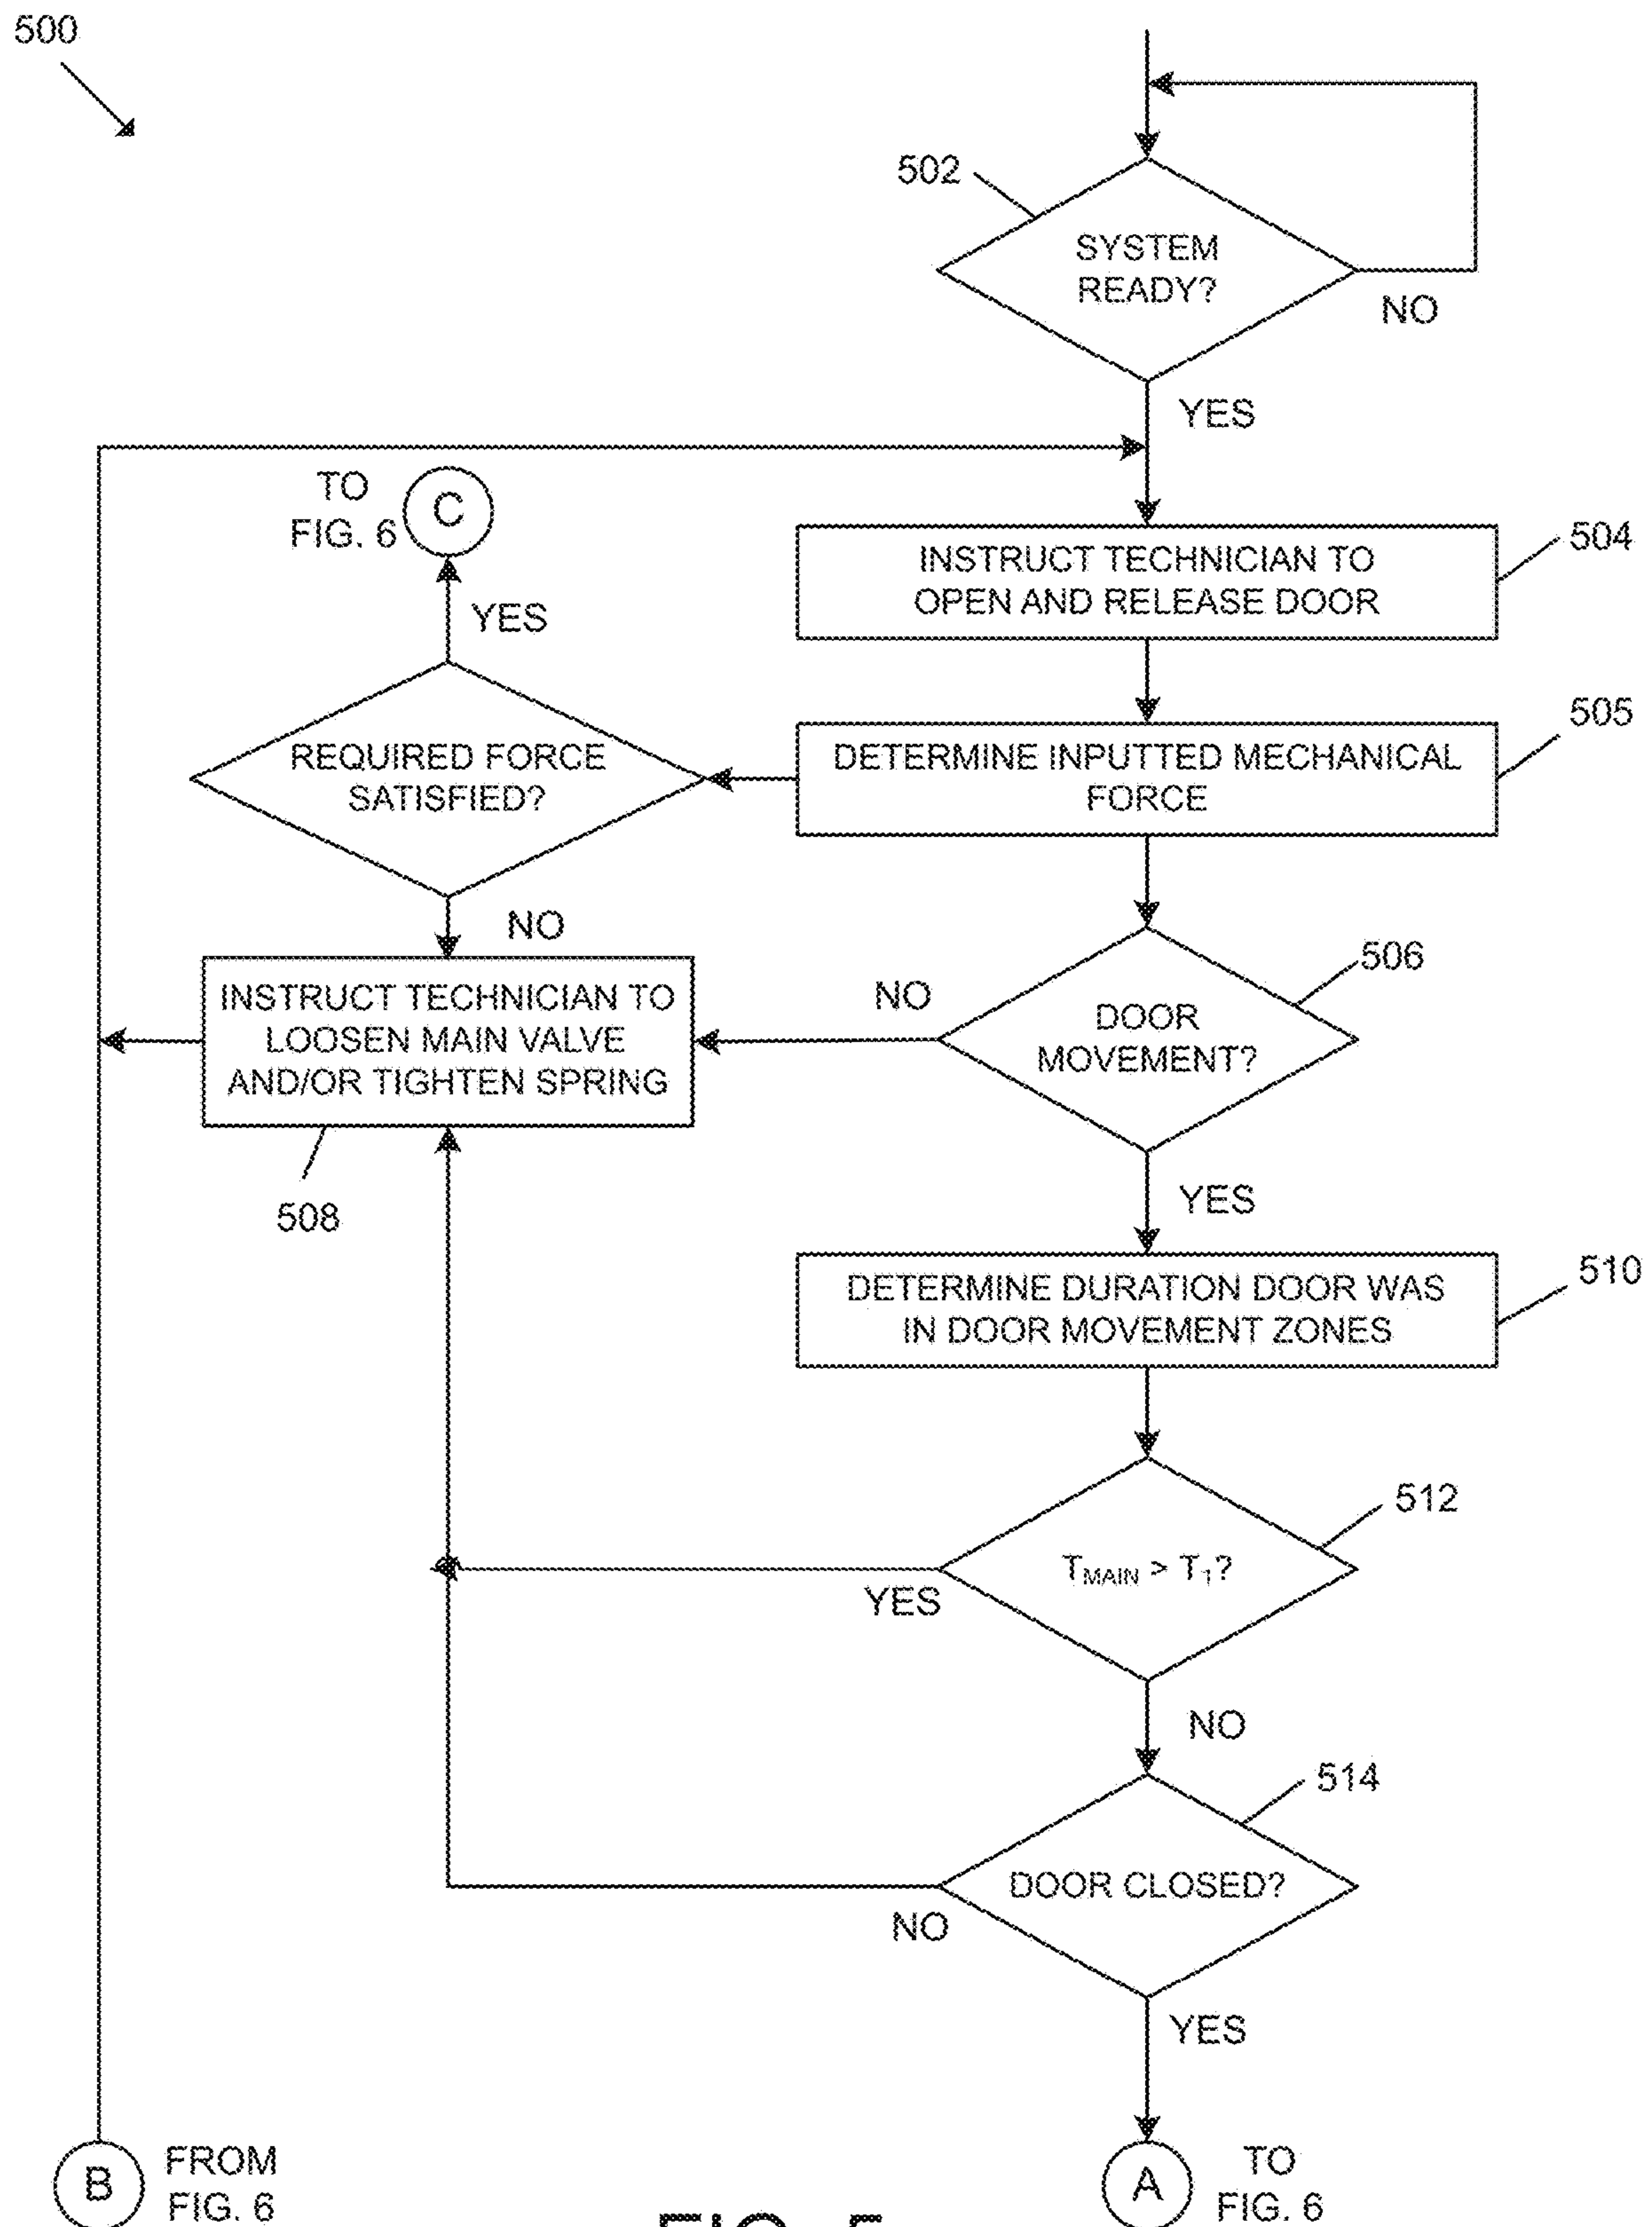 500
502
SYSTEM
READY?
NO
YES
TO
FIG. 6
C
INSTRUCT TECHNICIAN TO
OPEN AND RELEASE DOOR
504
YES
505
REQUIRED FORCE
SATISFIED?
DETERMINE INPUTTED MECHANICAL
FORCE
NO
506
INSTRUCT TECHNICIAN TO
LOOSEN MAIN VALVE
AND/OR TIGHTEN SPRING
NO
DOOR
MOVEMENT?
508
YES
DETERMINE DURATION DOOR WAS
IN DOOR MOVEMENT ZONES
510
512
TMAIN > T1?
YES
NO
514
DOOR CLOSED?
NO
YES
B
FROM
FIG. 6
A
TO
FIG. 6
FIG. 5